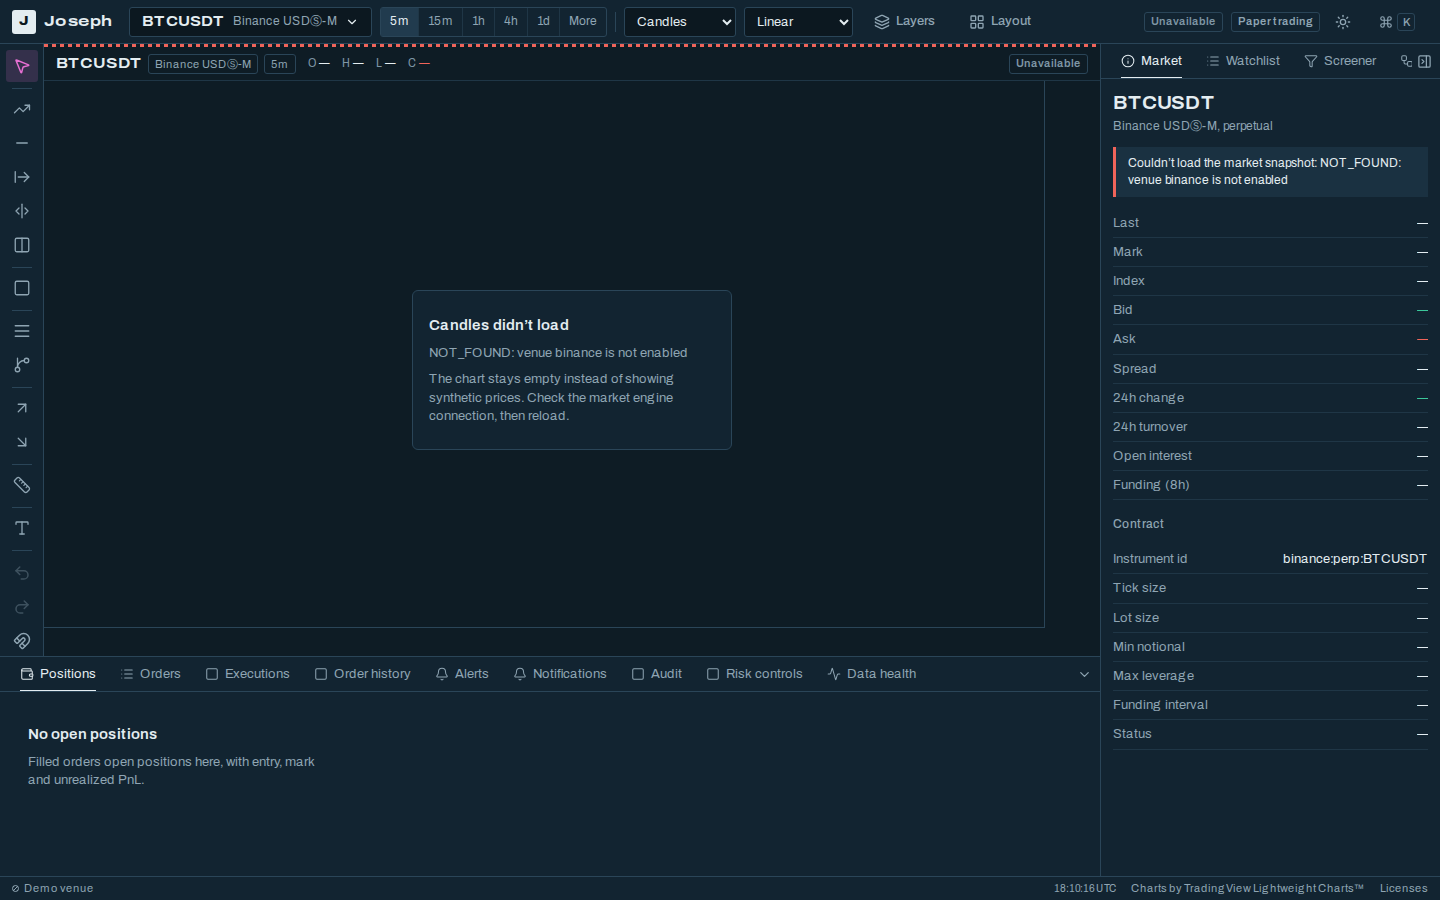 J Joseph BTCUSDT Binance USDⓈ-M 5m 15m 1h 4h 1d More Candles Linear Layers Layout Unavailable Paper trading ⌘ K
BTCUSDT Binance USDⓈ-M 5m O — H — L — C — Unavailable
Candles didn't load
NOT_FOUND: venue binance is not enabled
The chart stays empty instead of showing
synthetic prices. Check the market engine
connection, then reload.
Market Watchlist Screener
BTCUSDT
Binance USDⓈ-M, perpetual
Couldn't load the market snapshot: NOT_FOUND:
venue binance is not enabled
Last —
Mark —
Index —
Bid —
Ask —
Spread —
24h change —
24h turnover —
Open interest —
Funding (8h) —
Contract
Instrument id binance:perp:BTCUSDT
Tick size —
Lot size —
Min notional —
Max leverage —
Funding interval —
Status —
Positions Orders Executions Order history Alerts Notifications Audit Risk controls Data health
No open positions
Filled orders open positions here, with entry, mark
and unrealized PnL.
Demo venue 18:10:16 UTC Charts by TradingView Lightweight Charts™ Licenses